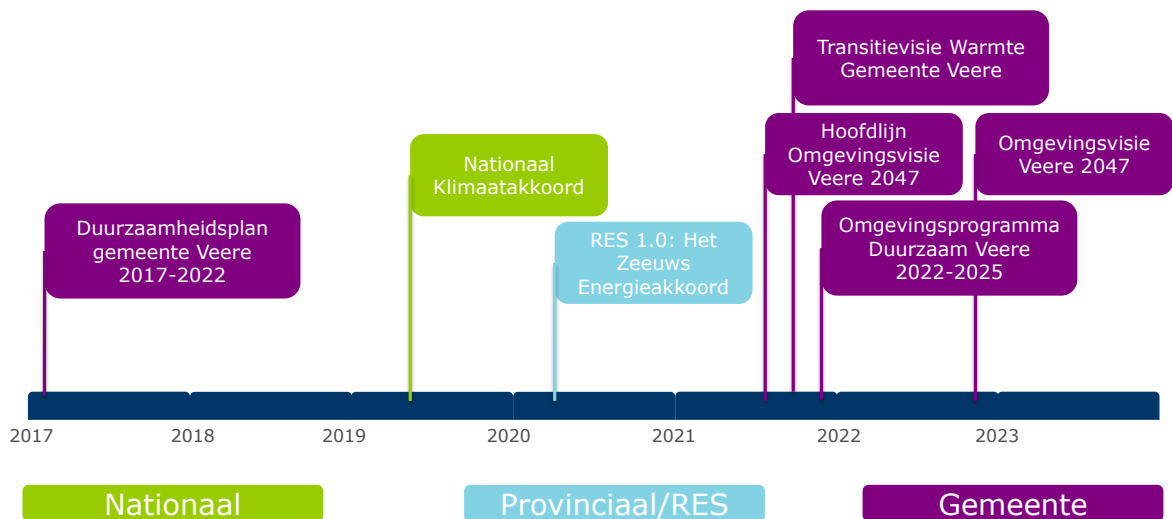 Transitievisie Warmte
Gemeente Veere
Hoofdlijn
Omgevingsvisie
Veere 2047
Omgevingsvisie
Veere 2047
Nationaal
Klimaatakkoord
Duurzaamheidsplan
gemeente Veere
2017-2022
RES 1.0: Het
Zeeuws
Energieakkoord
Omgevingsprogramma
Duurzaam Veere
2022-2025
2017 2018 2019 2020 2021 2022 2023
Nationaal Provinciaal/RES Gemeente